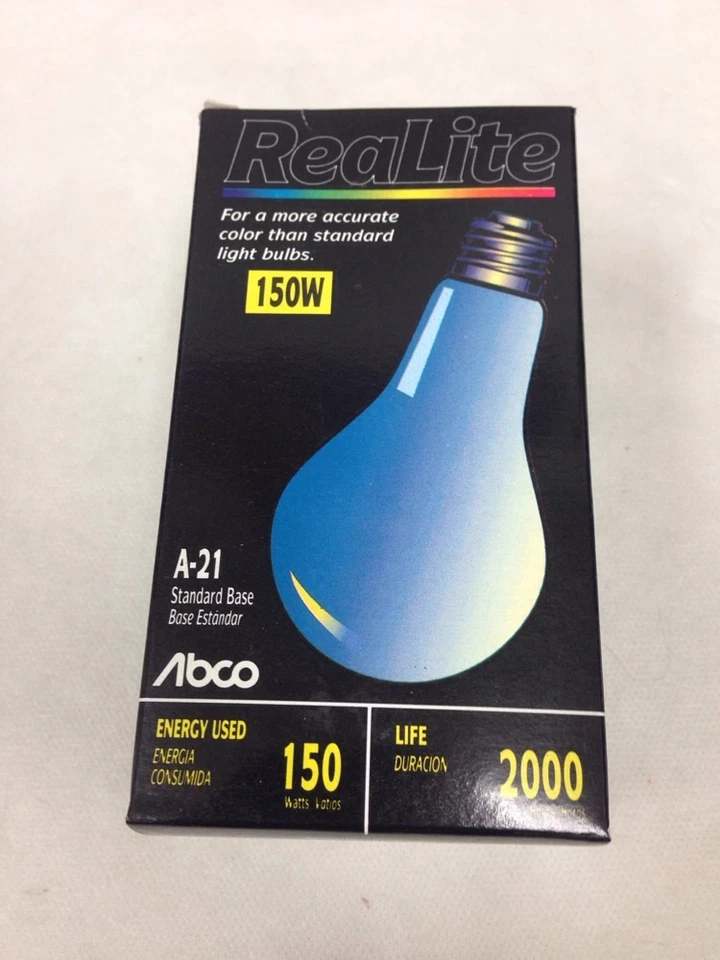 ReaLite
For a more accurate
color than standard
light bulbs.
150W
A-21
Standard Base
Base Estándar
Abco
ENERGY USED
ENERGIA
CONSUMIDA
150
Watts Vatios
LIFE
DURACION
2000